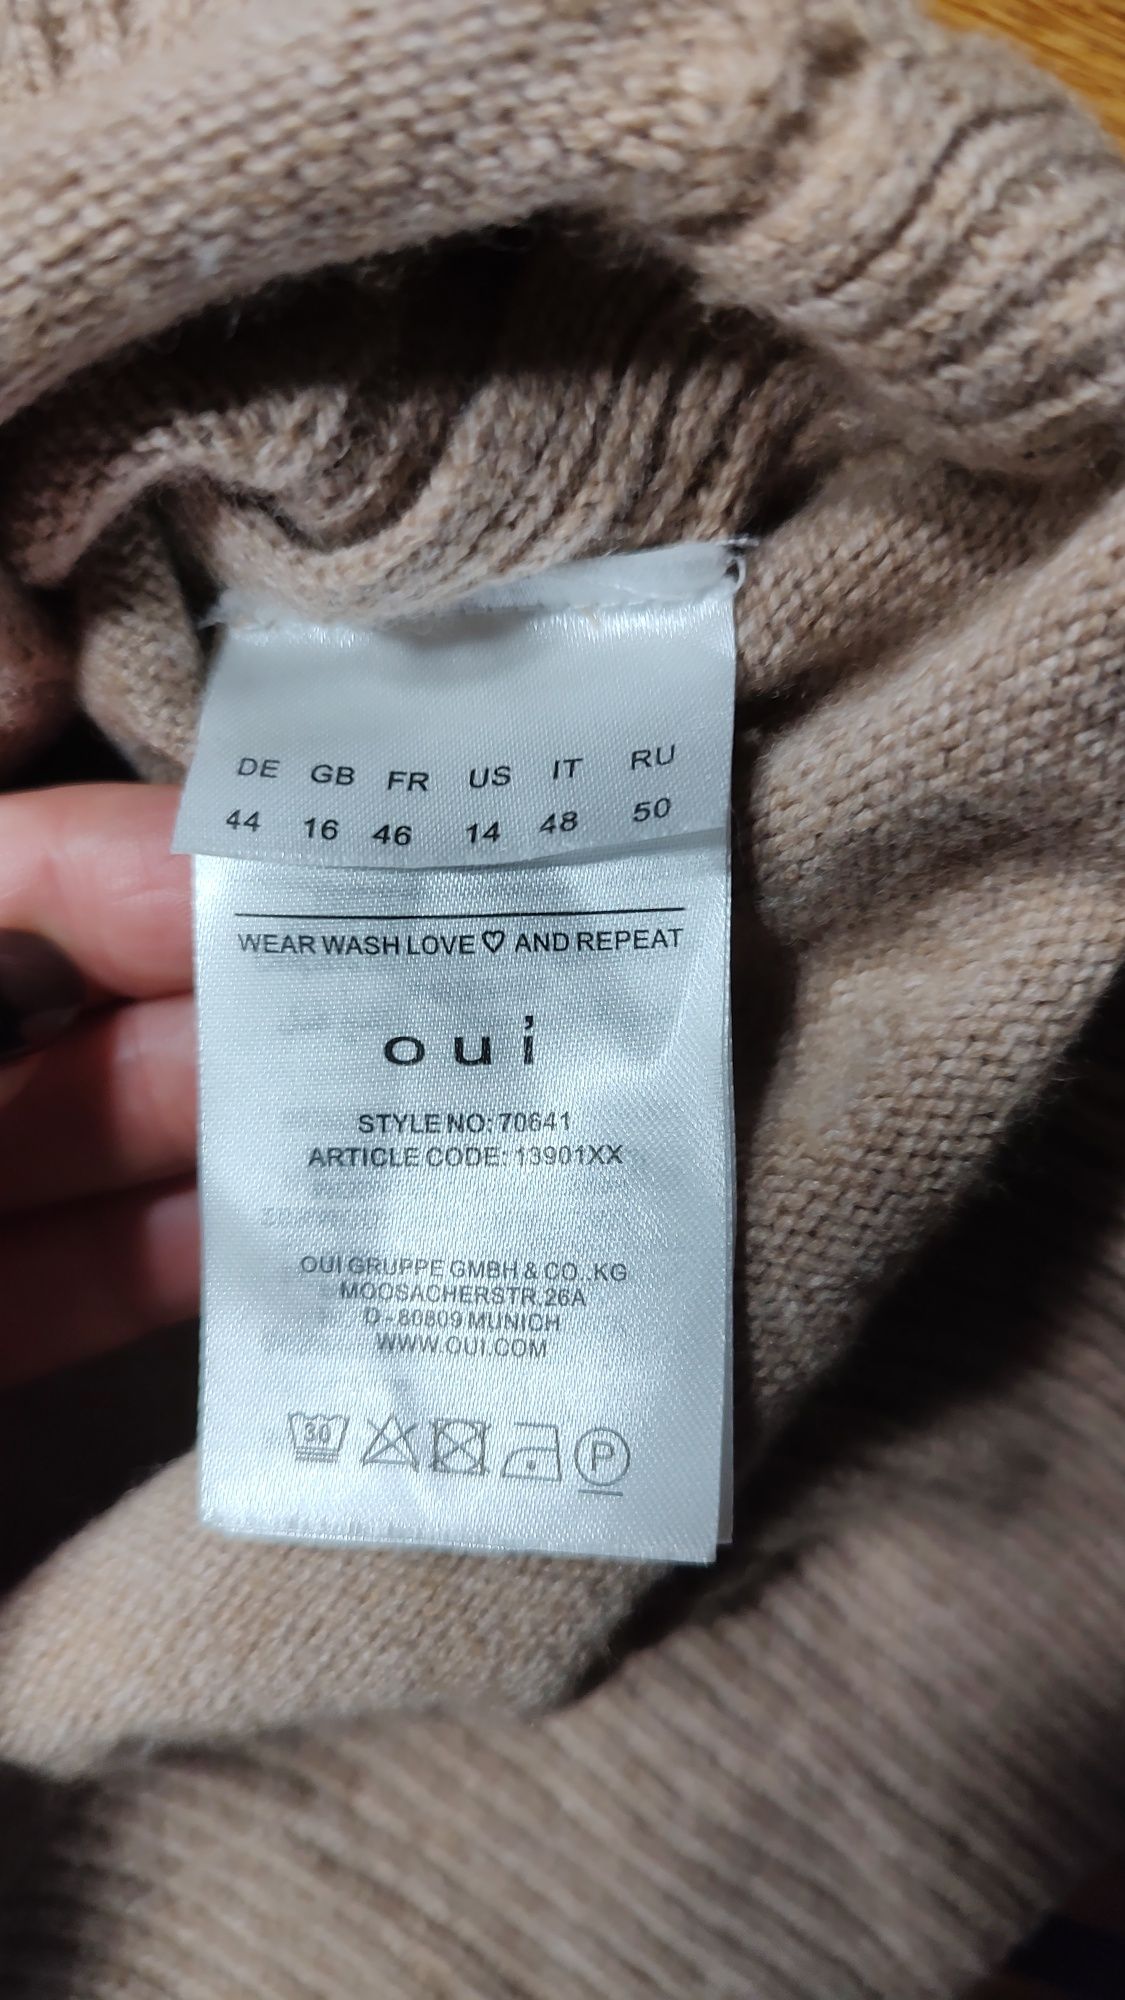 DE GB FR US IT RU
44 16 46 14 48 50
WEAR WASH LOVE ♡ AND REPEAT
ouí
STYLE NO: 70641
ARTICLE CODE: 13901XX
OUI GRUPPE GMBH & CO. KG
MOOSACHERSTR. 26A
D - 80809 MUNICH
WWW.OUI.COM
30 P